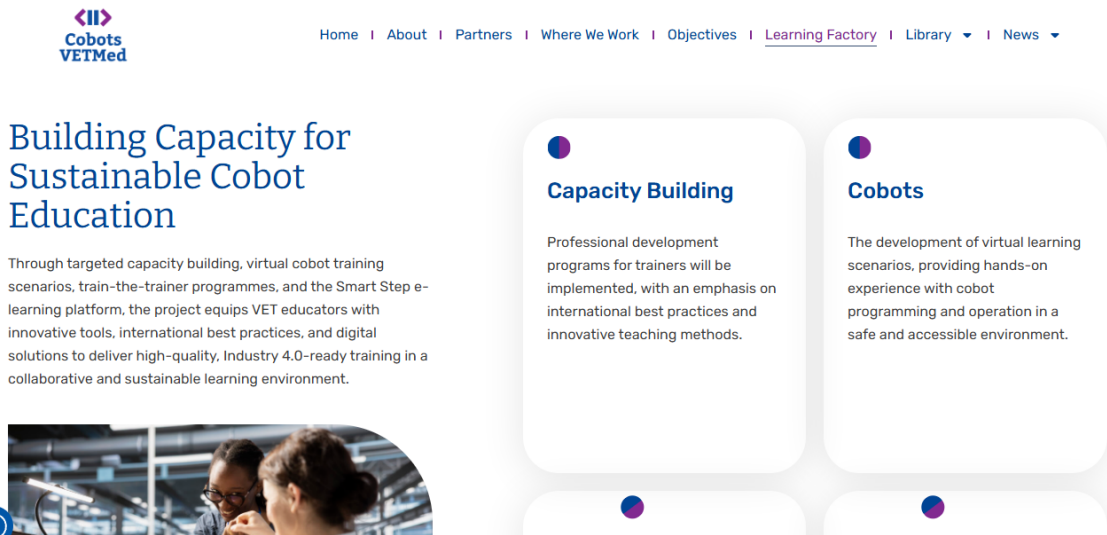 Cobots
VETMed
Home
About
Partners
Where We Work
Objectives
Learning Factory
Library
News
Building Capacity for
Sustainable Cobot
Education
Through targeted capacity building, virtual cobot training
scenarios, train-the-trainer programmes, and the Smart Step e-
learning platform, the project equips VET educators with
innovative tools, international best practices, and digital
solutions to deliver high-quality, Industry 4.0-ready training in a
collaborative and sustainable learning environment.
Capacity Building
Professional development
programs for trainers will be
implemented, with an emphasis on
international best practices and
innovative teaching methods.
Cobots
The development of virtual learning
scenarios, providing hands-on
experience with cobot
programming and operation in a
safe and accessible environment.